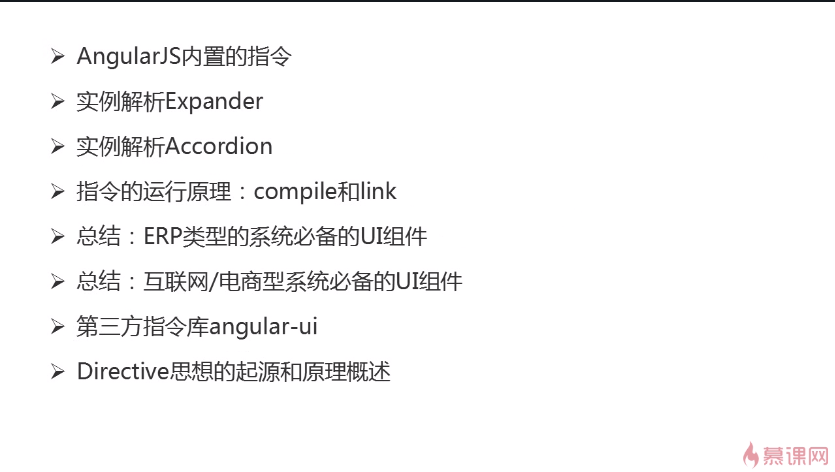 AngularJS内置的指令
实例解析Expander
实例解析Accordion
指令的运行原理：compile和link
总结：ERP类型的系统必备的UI组件
总结：互联网/电商型系统必备的UI组件
第三方指令库angular-ui
Directive思想的起源和原理概述
慕课网